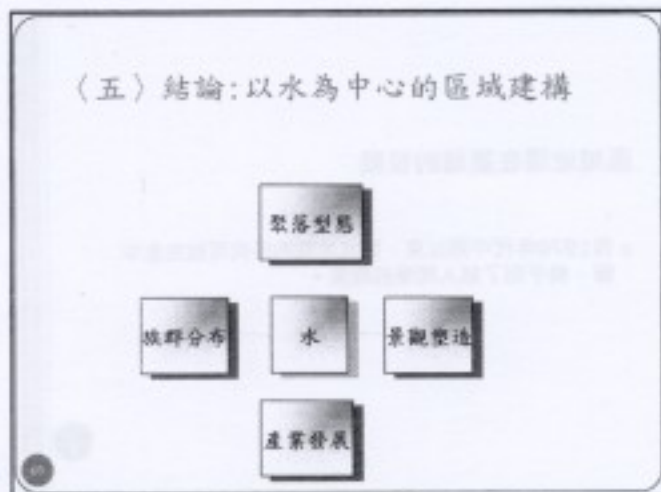 〈五〉結論:以水為中心的區域建構
聚落型態
族群分布
水
景觀塑造
產業發展